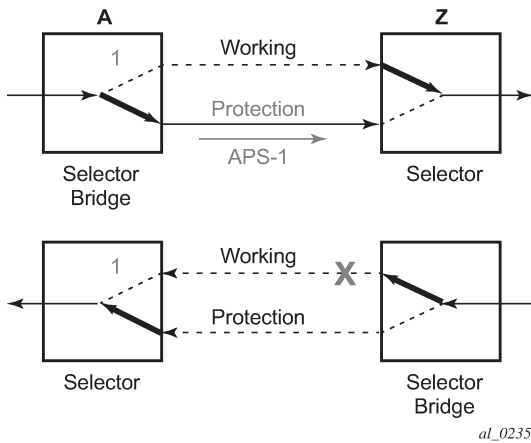 A
Z
1
Working
Protection
APS-1
Selector
Bridge
Selector
1
Working
X
Protection
Selector
Selector
Bridge
al_0235